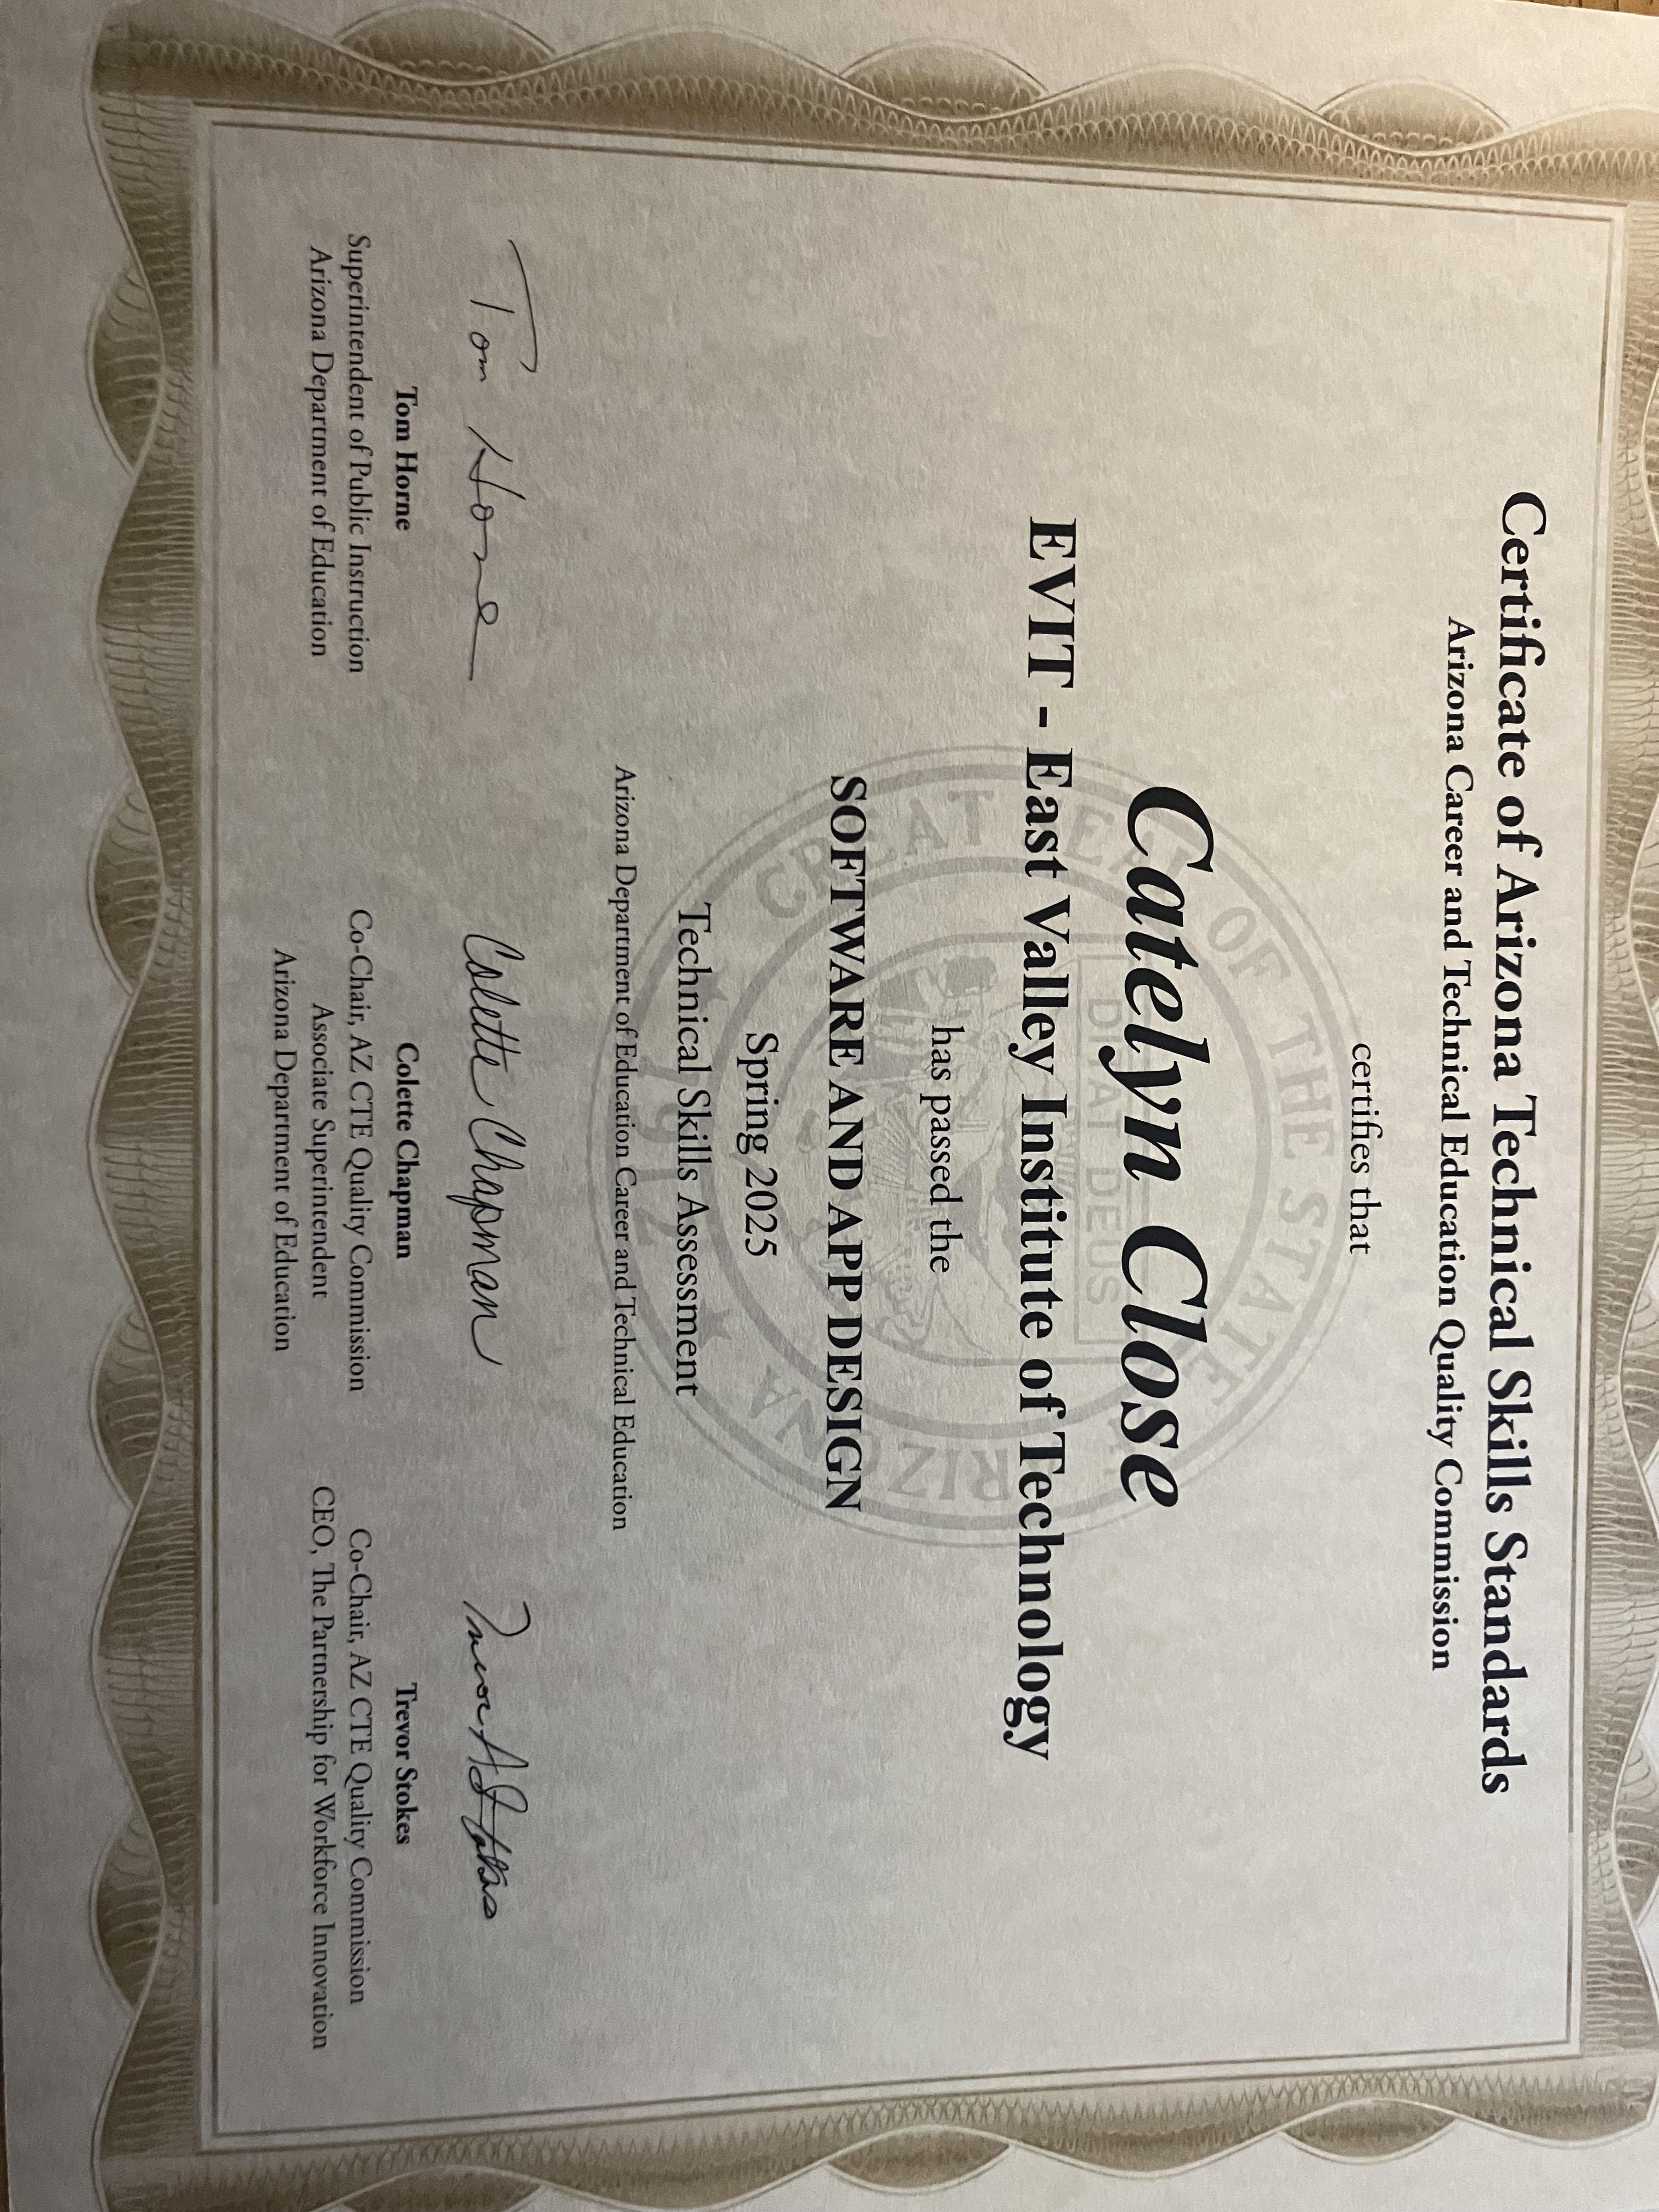 Certificate of Arizona Technical Skills Standards
Arizona Career and Technical Education Quality Commission
certifies that
Catelyn Close
EVIT - East Valley Institute of Technology
has passed the
SOFTWARE AND APP DESIGN
Spring 2025
Technical Skills Assessment
Arizona Department of Education Career and Technical Education
GREAT SEAL OF THE STATE ARIZONA
DITAT DEUS
1912
Tom Horne
Tom Horne
Superintendent of Public Instruction
Arizona Department of Education
Colette Chapman
Colette Chapman
Co-Chair, AZ CTE Quality Commission
Associate Superintendent
Arizona Department of Education
Trevor Stokes
Trevor Stokes
Co-Chair, AZ CTE Quality Commission
CEO, The Partnership for Workforce Innovation